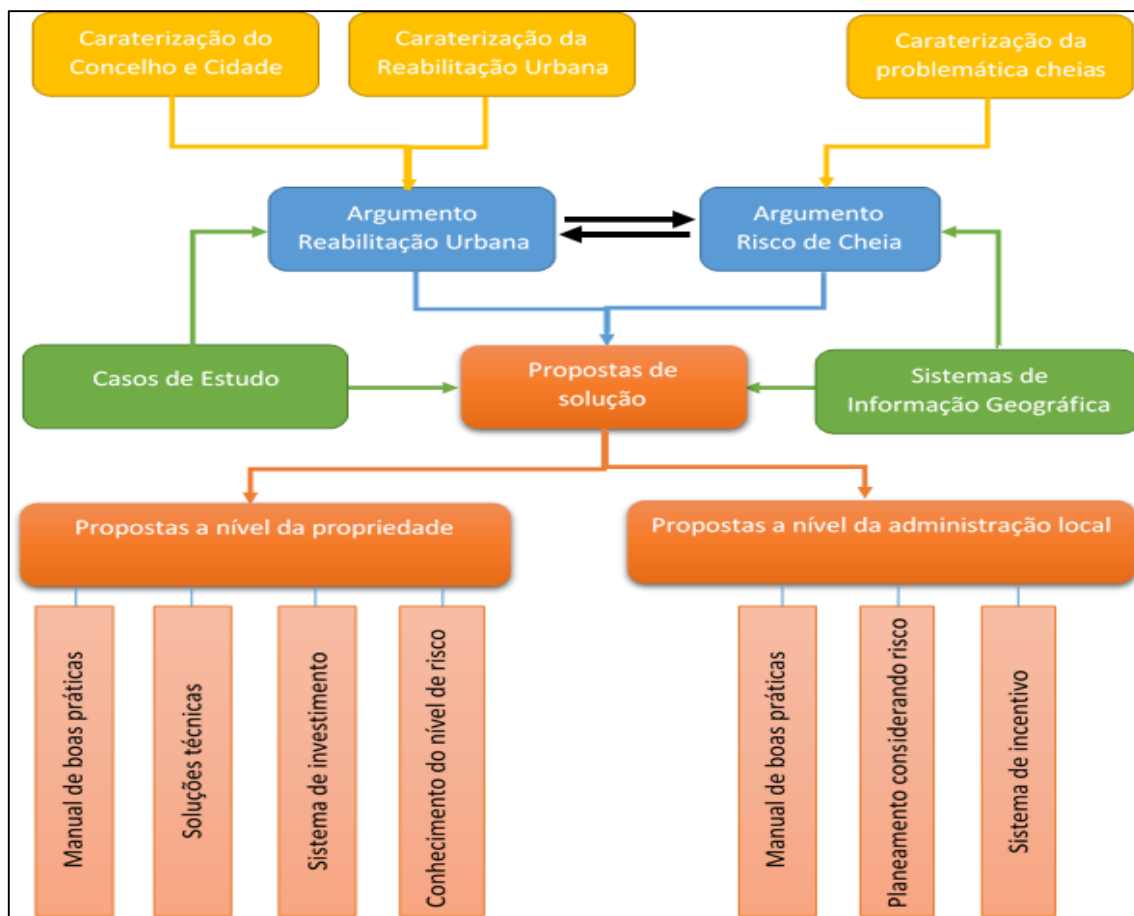 Caraterização do
Concelho e Cidade
Caraterização da
Reabilitação Urbana
Caraterização da
problemática cheias
Argumento
Reabilitação Urbana
Argumento
Risco de Cheia
Casos de Estudo
Propostas de
solução
Sistemas de
Informação Geográfica
Propostas a nível da propriedade
Propostas a nível da administração local
Manual de boas práticas
Soluções técnicas
Sistema de investimento
Conhecimento do nível de risco
Manual de boas práticas
Planeamento considerando risco
Sistema de incentivo